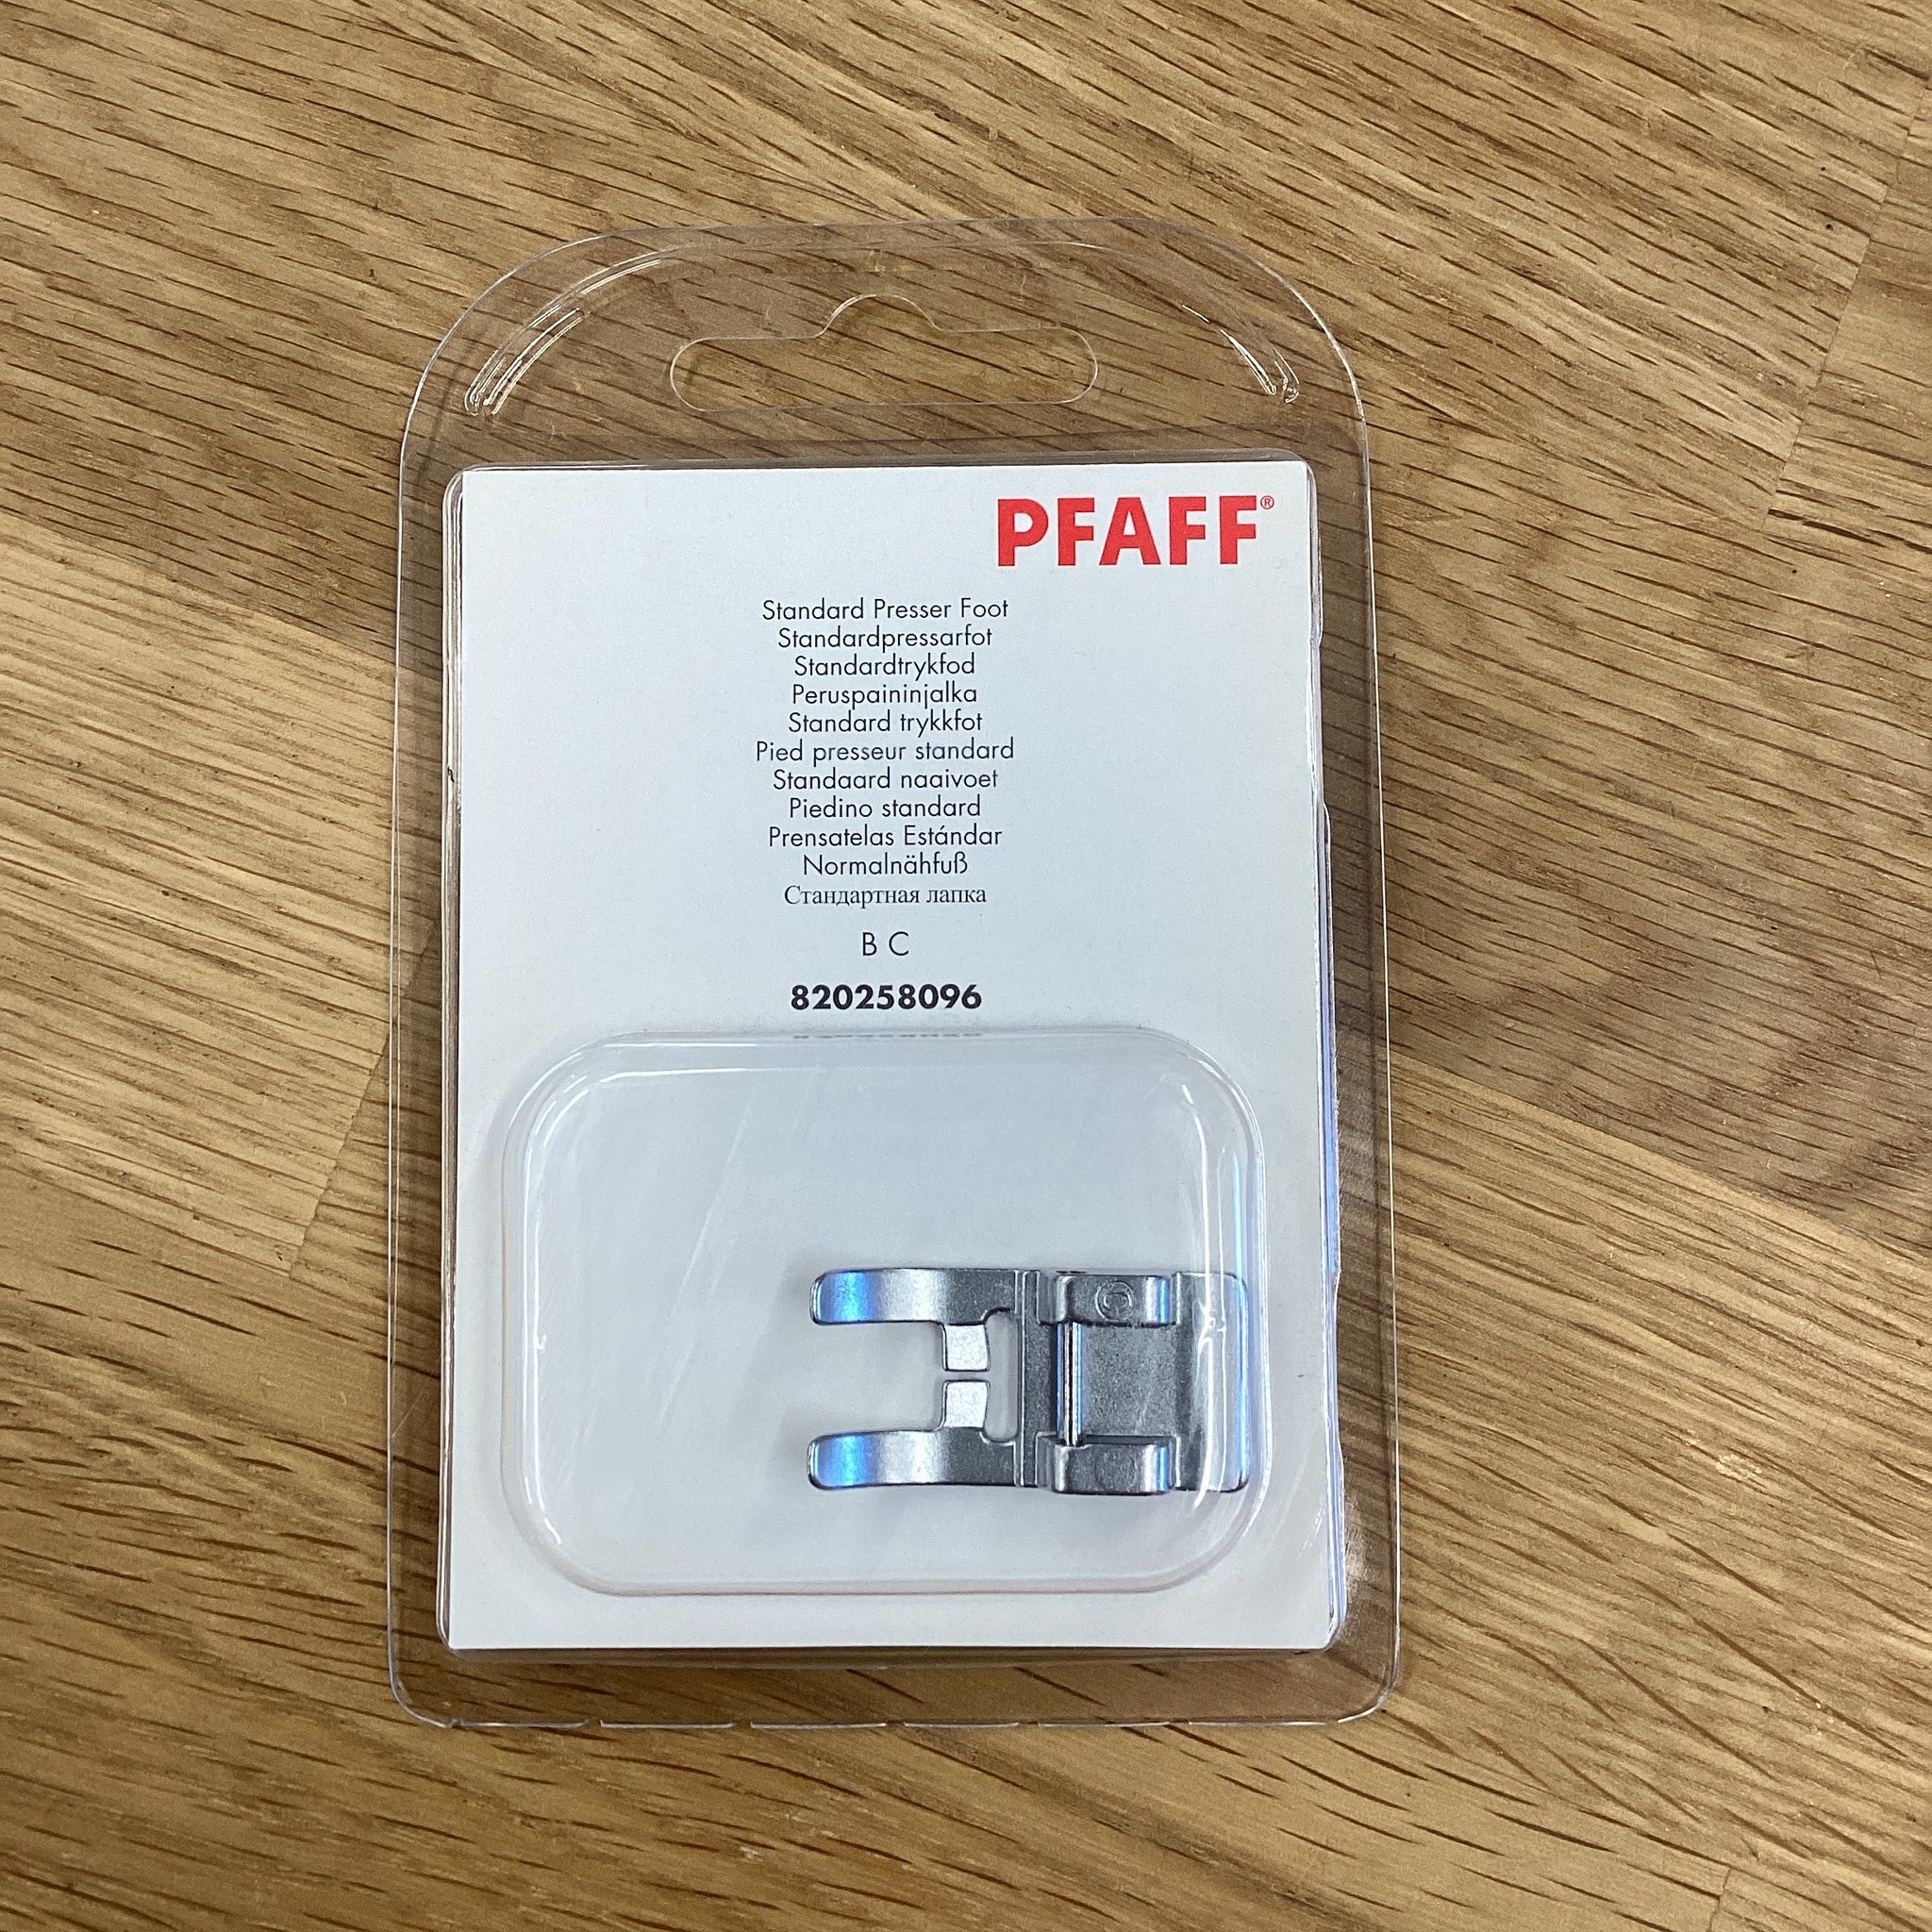 PFAFF®
Standard Presser Foot
Standardpressarfot
Standardtrykfod
Peruspaininjalka
Standard trykkfot
Pied presseur standard
Standaard naaivoet
Piedino standard
Prensatelas Estándar
Normalnähfuß
Стандартная лапка
B C
820258096
C